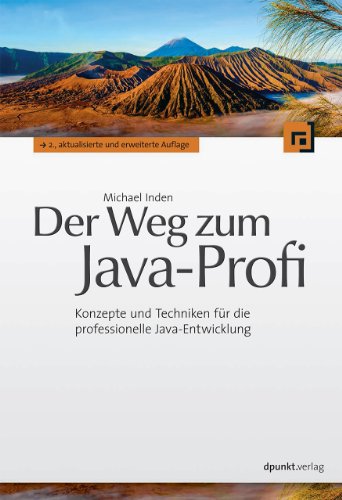 → 2., aktualisierte und erweiterte Auflage
Michael Inden
Der Weg zum
Java-Profi
Konzepte und Techniken für die
professionelle Java-Entwicklung
dpunkt.verlag